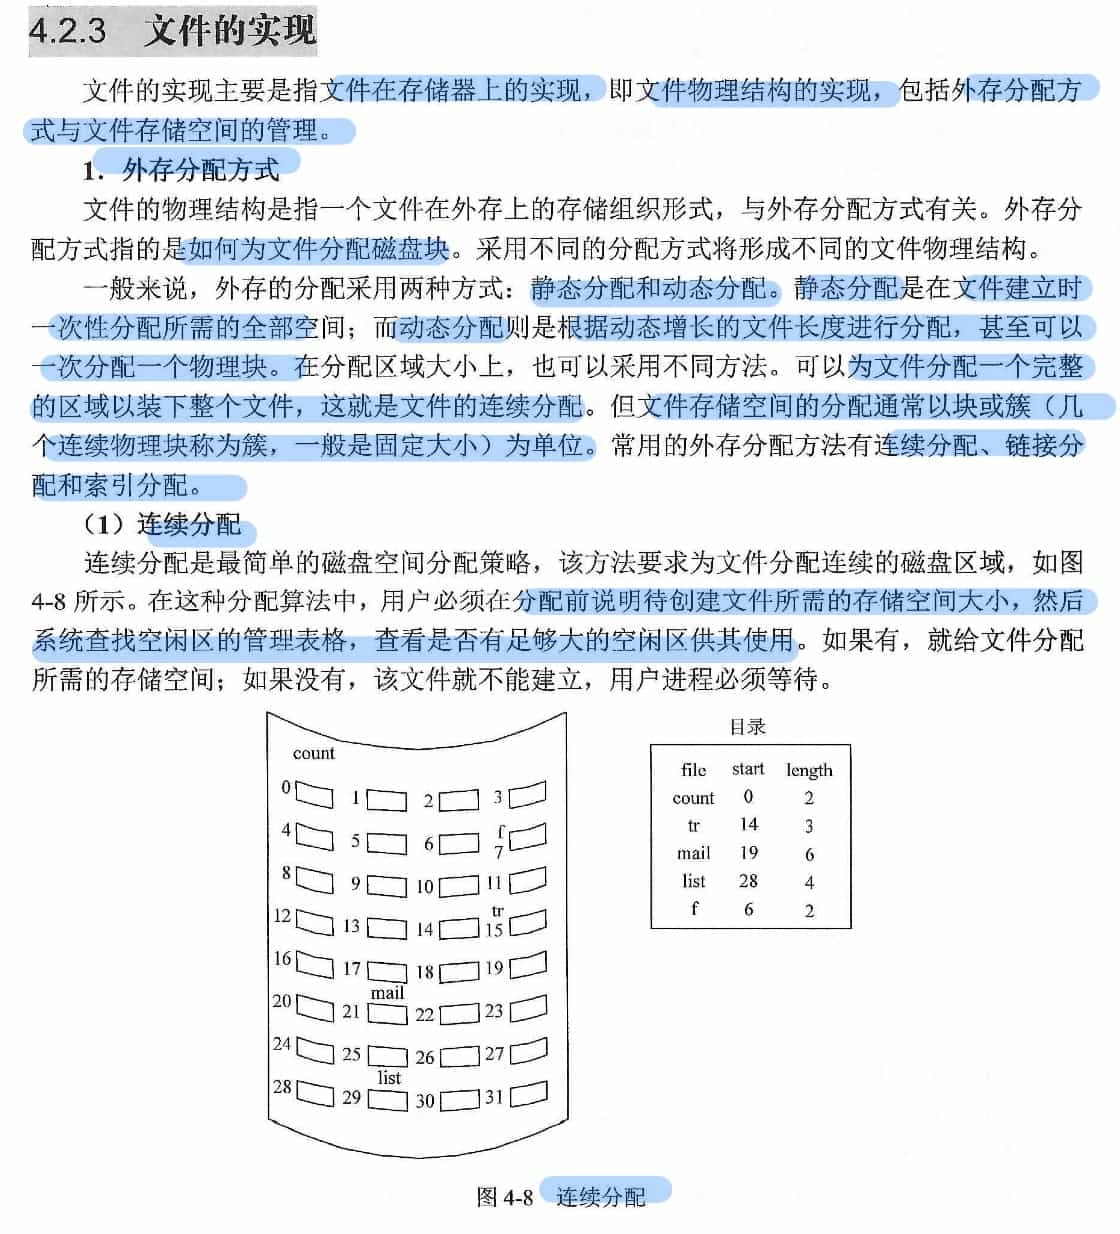 4.2.3 文件的实现
文件的实现主要是指文件在存储器上的实现，即文件物理结构的实现，包括外存分配方
式与文件存储空间的管理。
1. 外存分配方式
文件的物理结构是指一个文件在外存上的存储组织形式，与外存分配方式有关。外存分
配方式指的是如何为文件分配磁盘块。采用不同的分配方式将形成不同的文件物理结构。
一般来说，外存的分配采用两种方式：静态分配和动态分配。静态分配是在文件建立时
一次性分配所需的全部空间；而动态分配则是根据动态增长的文件长度进行分配，甚至可以
一次分配一个物理块。在分配区域大小上，也可以采用不同方法。可以为文件分配一个完整
的区域以装下整个文件，这就是文件的连续分配。但文件存储空间的分配通常以块或簇（几
个连续物理块称为簇，一般是固定大小）为单位。常用的外存分配方法有连续分配、链接分
配和索引分配。
（1）连续分配
连续分配是最简单的磁盘空间分配策略，该方法要求为文件分配连续的磁盘区域，如图
4-8 所示。在这种分配算法中，用户必须在分配前说明待创建文件所需的存储空间大小，然后
系统查找空闲区的管理表格，查看是否有足够大的空闲区供其使用。如果有，就给文件分配
所需的存储空间；如果没有，该文件就不能建立，用户进程必须等待。
count
0 1 2 3
4 5 6 f 7
8 9 10 11
12 13 14 tr 15
16 17 18 19
mail
20 21 22 23
24 25 26 27
list
28 29 30 31
目录
file start length
count 0 2
tr 14 3
mail 19 6
list 28 4
f 6 2
图 4-8 连续分配